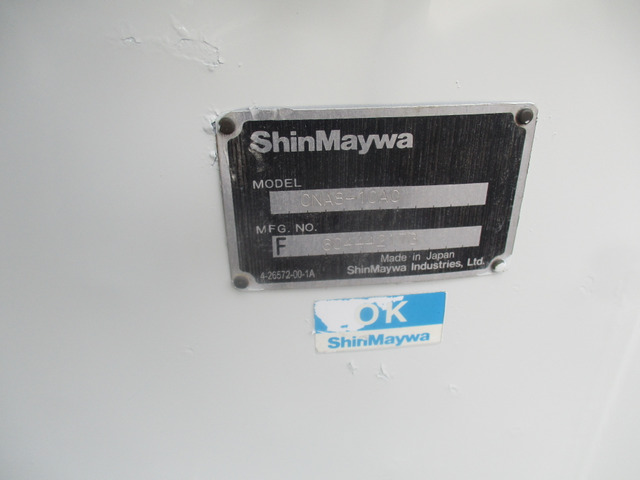 ShinMaywa
MODEL
MFG. NO.
F
Made in Japan
4-26572-00-1A
ShinMaywa Industries, Ltd.
OK
ShinMaywa